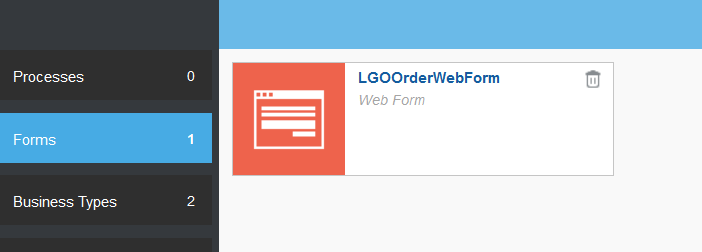 Processes 0
Forms 1
Business Types 2
LGOOrderWebForm
Web Form